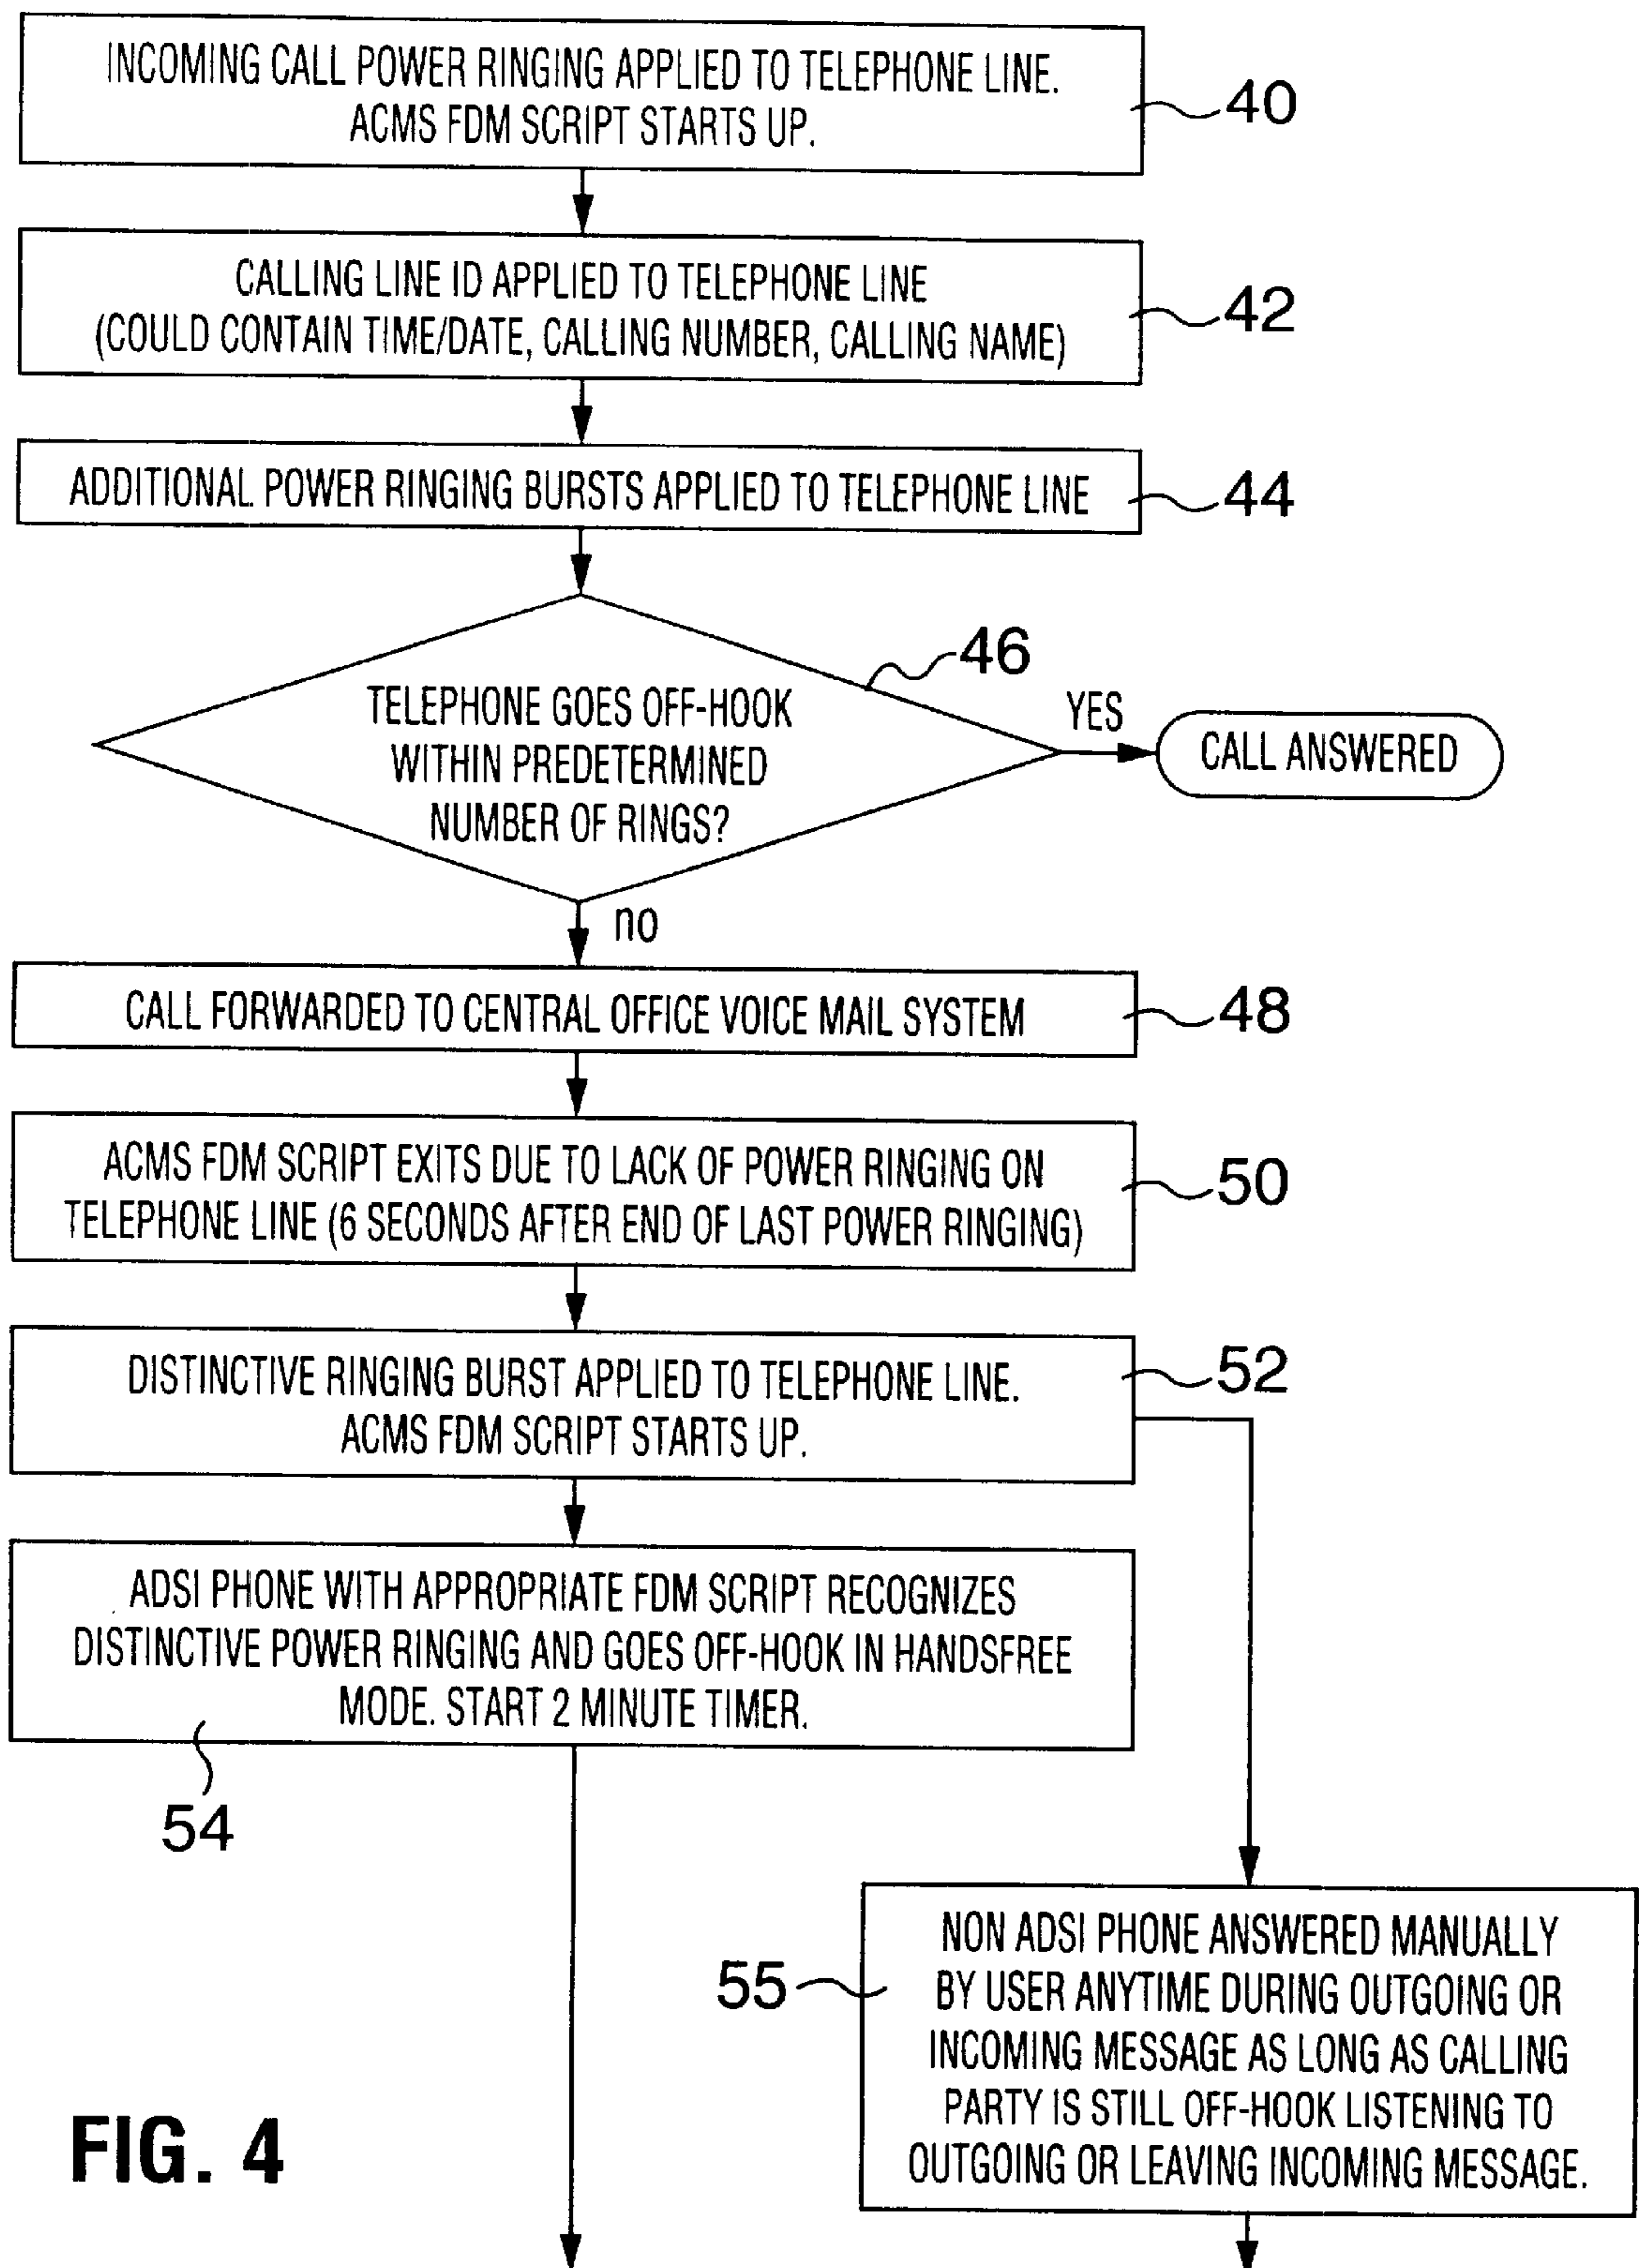 INCOMING CALL POWER RINGING APPLIED TO TELEPHONE LINE.
ACMS FDM SCRIPT STARTS UP.
40
CALLING LINE ID APPLIED TO TELEPHONE LINE
(COULD CONTAIN TIME/DATE, CALLING NUMBER, CALLING NAME)
42
ADDITIONAL POWER RINGING BURSTS APPLIED TO TELEPHONE LINE
44
46
TELEPHONE GOES OFF-HOOK
WITHIN PREDETERMINED
NUMBER OF RINGS?
YES
CALL ANSWERED
no
CALL FORWARDED TO CENTRAL OFFICE VOICE MAIL SYSTEM
48
ACMS FDM SCRIPT EXITS DUE TO LACK OF POWER RINGING ON
TELEPHONE LINE (6 SECONDS AFTER END OF LAST POWER RINGING)
50
DISTINCTIVE RINGING BURST APPLIED TO TELEPHONE LINE.
ACMS FDM SCRIPT STARTS UP.
52
ADSI PHONE WITH APPROPRIATE FDM SCRIPT RECOGNIZES
DISTINCTIVE POWER RINGING AND GOES OFF-HOOK IN HANDSFREE
MODE. START 2 MINUTE TIMER.
54
NON ADSI PHONE ANSWERED MANUALLY
BY USER ANYTIME DURING OUTGOING OR
INCOMING MESSAGE AS LONG AS CALLING
PARTY IS STILL OFF-HOOK LISTENING TO
OUTGOING OR LEAVING INCOMING MESSAGE.
55
FIG. 4